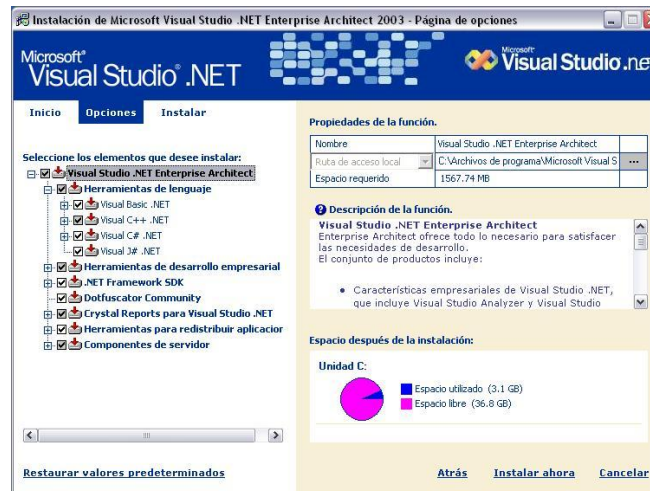 Instalación de Microsoft Visual Studio .NET Enterprise Architect 2003 - Página de opciones
Microsoft®
Visual Studio® .NET
Microsoft
Visual Studio.ne
Inicio Opciones Instalar
Seleccione los elementos que desee instalar:
Visual Studio .NET Enterprise Architect
Herramientas de lenguaje
Visual Basic .NET
Visual C++ .NET
Visual C# .NET
Visual J# .NET
Herramientas de desarrollo empresarial
.NET Framework SDK
Dotfuscator Community
Crystal Reports para Visual Studio .NET
Herramientas para redistribuir aplicacior
Componentes de servidor
Restaurar valores predeterminados
Propiedades de la función.
Nombre Visual Studio .NET Enterprise Architect
Ruta de acceso local C:\Archivos de programa\Microsoft Visual S ...
Espacio requerido 1567.74 MB
Descripción de la función.
Visual Studio .NET Enterprise Architect
Enterprise Architect ofrece todo lo necesario para satisfacer
las necesidades de desarrollo.
El conjunto de productos incluye:
• Características empresariales de Visual Studio .NET,
que incluye Visual Studio Analyzer y Visual Studio
Espacio después de la instalación:
Unidad C:
Espacio utilizado (3.1 GB)
Espacio libre (36.8 GB)
Atrás Instalar ahora Cancelar